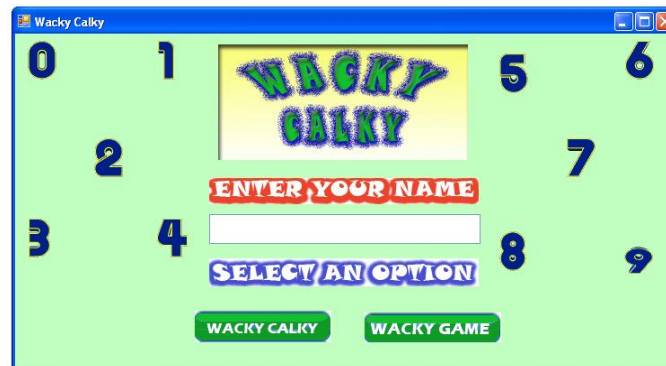 Wacky Calky
0 1 5 6
WACKY
CALKY
2 7
ENTER YOUR NAME
3 4 8 9
SELECT AN OPTION
WACKY CALKY WACKY GAME